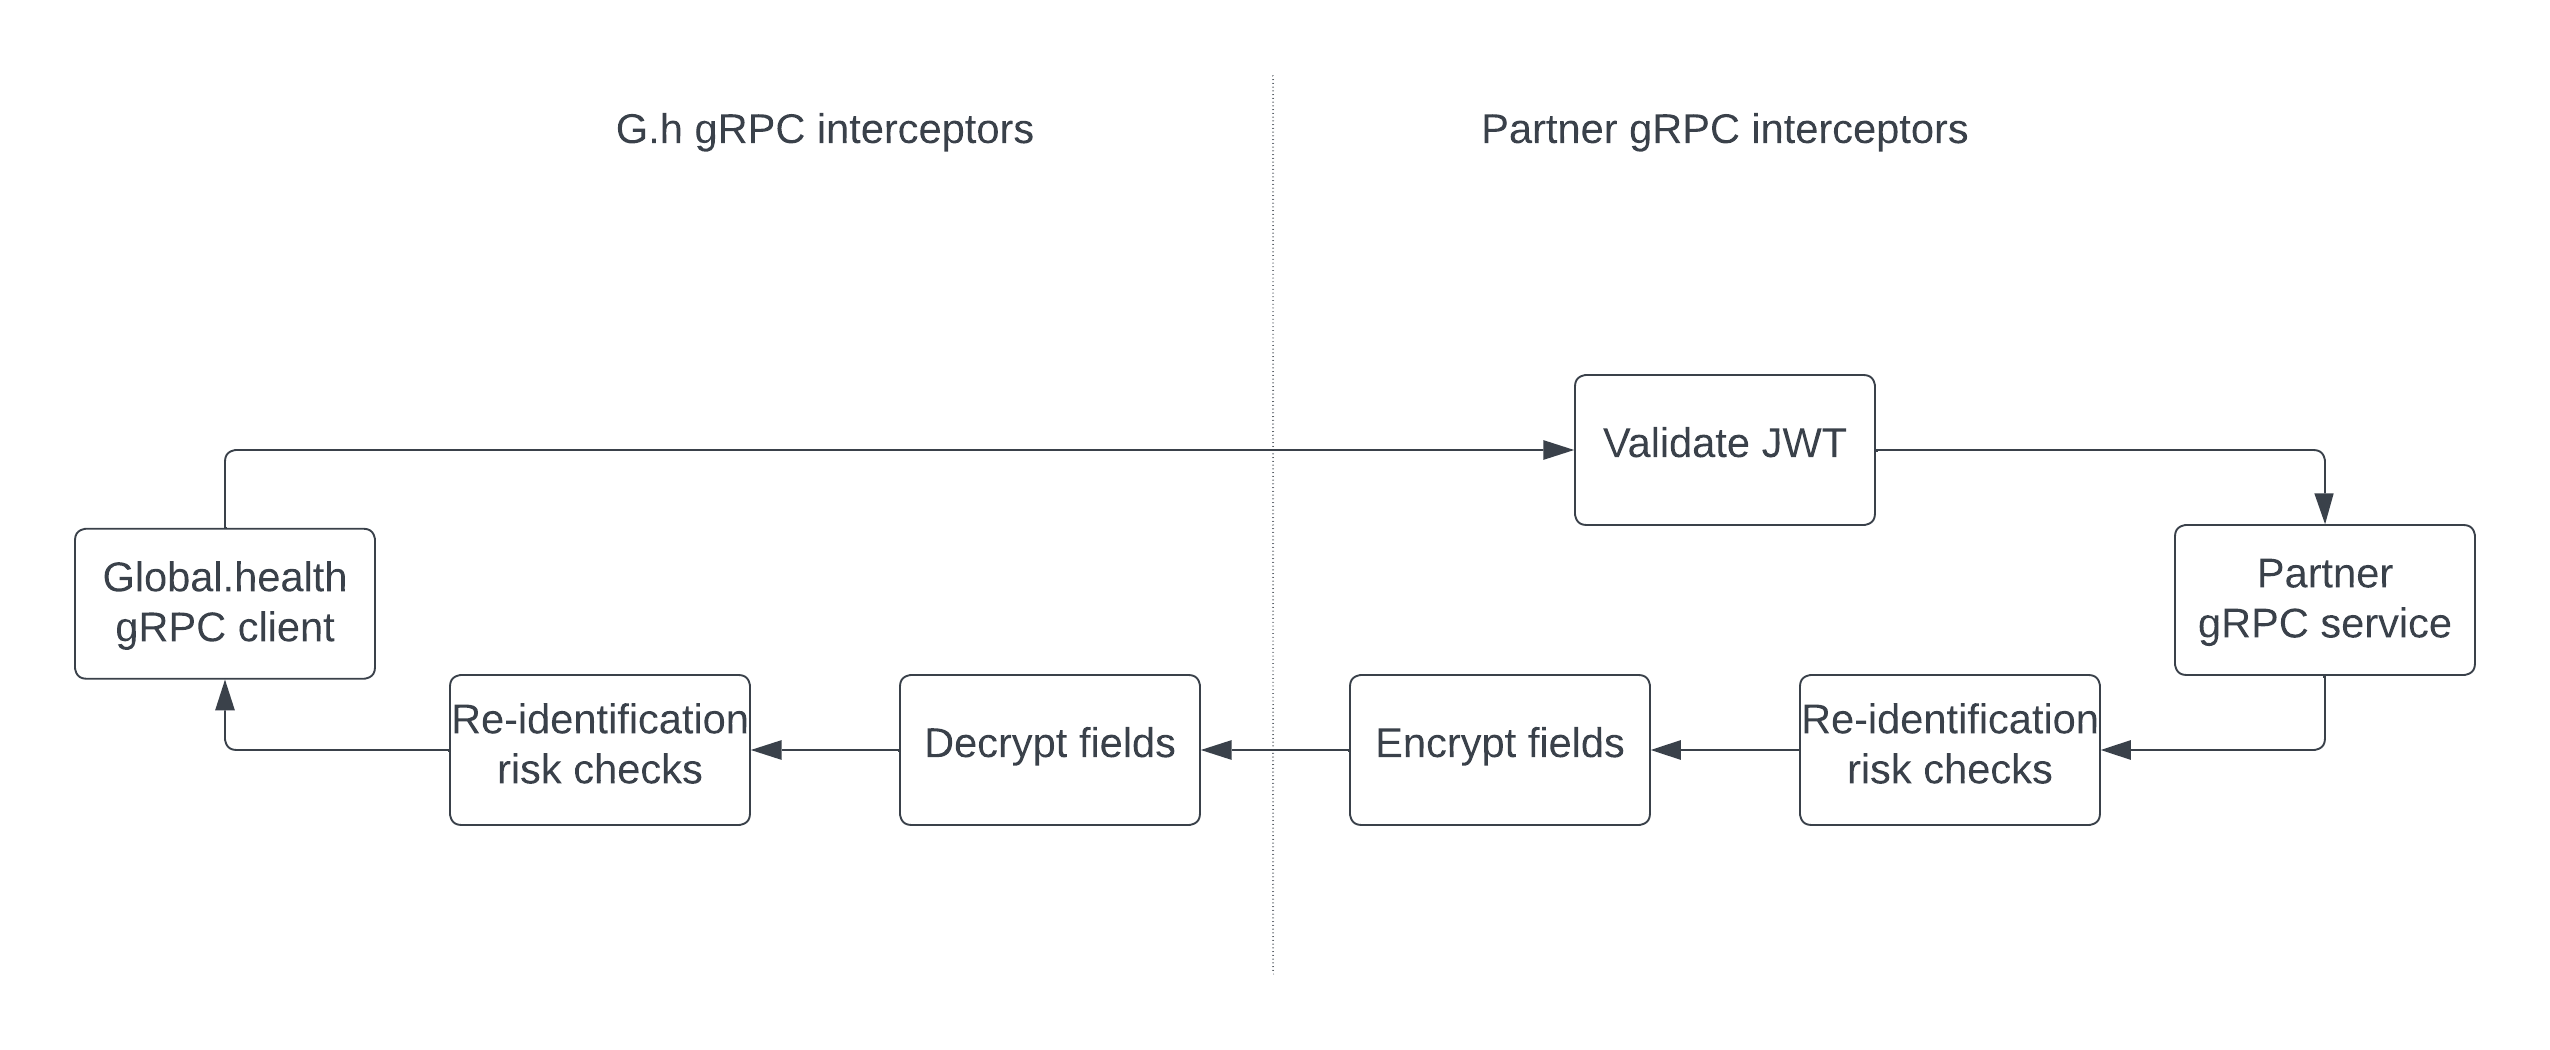 G.h gRPC interceptors
Partner gRPC interceptors
Validate JWT
Global.health
gRPC client
Partner
gRPC service
Re-identification
risk checks
Decrypt fields
Encrypt fields
Re-identification
risk checks